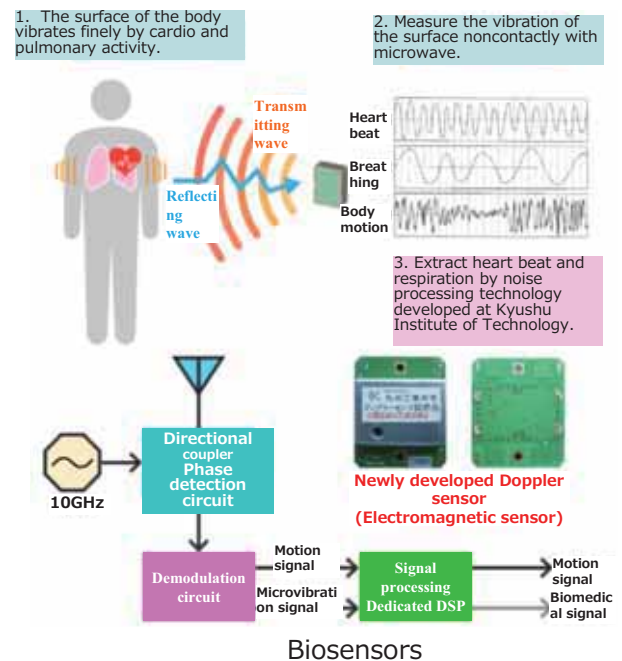 1. The surface of the body
vibrates finely by cardio and
pulmonary activity.
2. Measure the vibration of
the surface noncontactly with
microwave.
Transm
itting
wave
Reflecti
ng
wave
Heart
beat
Breat
hing
Body
motion
3. Extract heart beat and
respiration by noise
processing technology
developed at Kyushu
Institute of Technology.
10GHz
Directional
coupler
Phase
detection
circuit
Newly developed Doppler
sensor
(Electromagnetic sensor)
Demodulation
circuit
Motion
signal
Microvibrati
on signal
Signal
processing
Dedicated DSP
Motion
signal
Biomedic
al signal
Biosensors